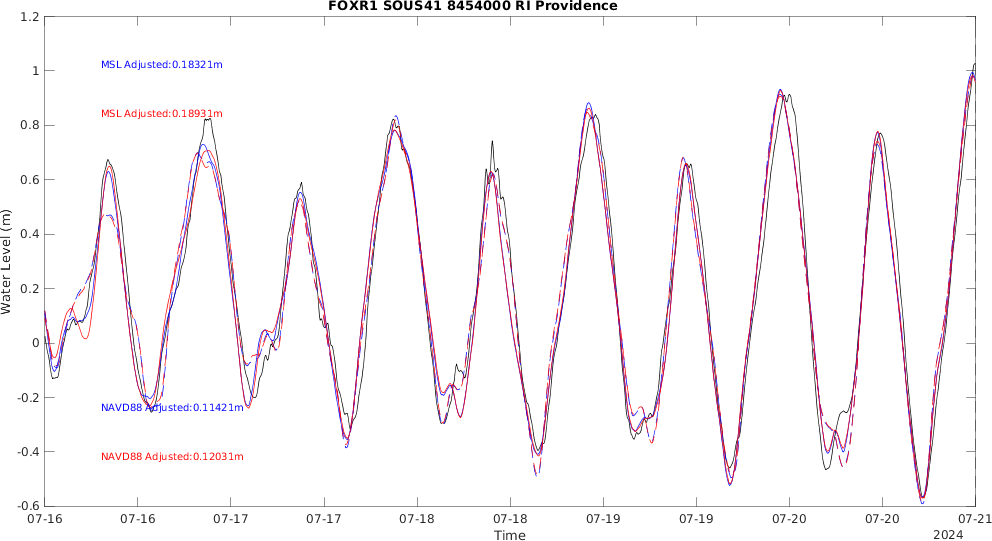 FOXR1 SOUS41 8454000 RI Providence
1.2
1
0.8
0.6
0.4
0.2
0
-0.2
-0.4
-0.6
Water Level (m)
MSL Adjusted:0.18321m
MSL Adjusted:0.18931m
NAVD88 Adjusted:0.11421m
NAVD88 Adjusted:0.12031m
07-16 07-16 07-17 07-17 07-18 07-18 07-19 07-19 07-20 07-20 07-21
Time
2024